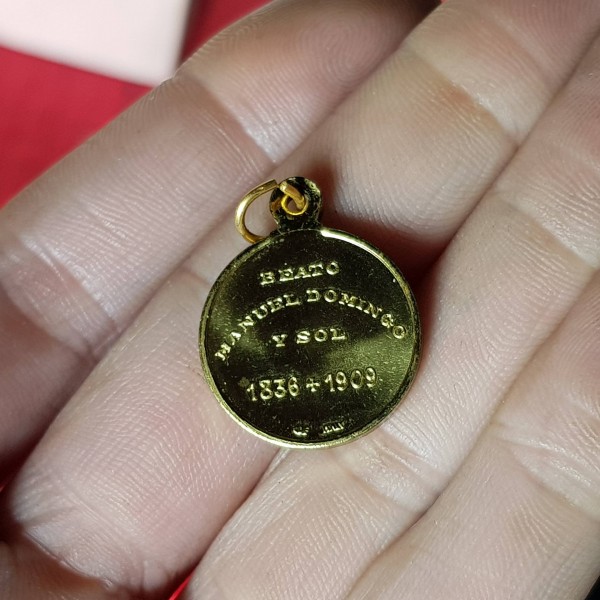 BEATO
MANUEL DOMINGO
Y SOL
1836 + 1909